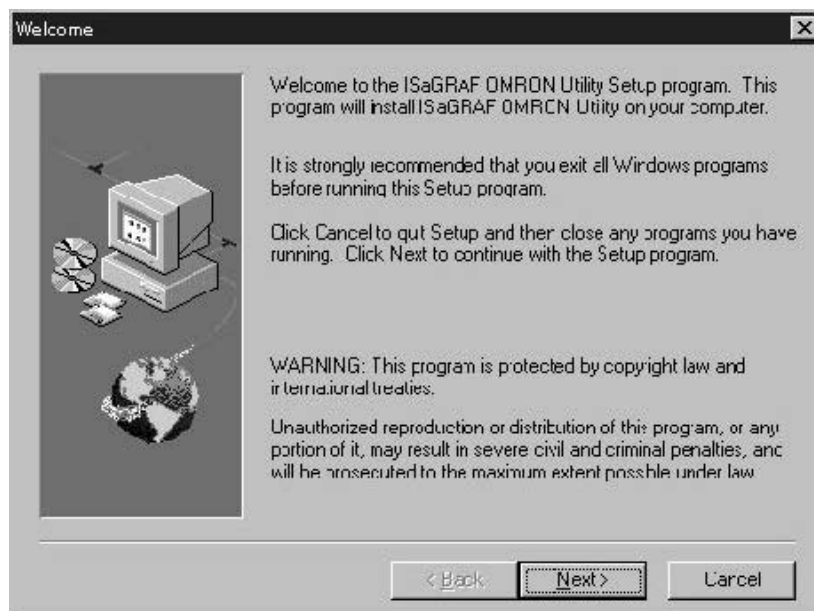 Welcome
Welcome to the ISaGRAF OMRON Utility Setup program. This
program will install ISaGRAF OMRON Utility on your computer.
It is strongly recommended that you exit all Windows programs
before running this Setup program.
Click Cancel to quit Setup and then close any programs you have
running. Click Next to continue with the Setup program.
WARNING: This program is protected by copyright law and
international treaties.
Unauthorized reproduction or distribution of this program, or any
portion of it, may result in severe civil and criminal penalties, and
will be prosecuted to the maximum extent possible under law.
< Back
Next >
Cancel